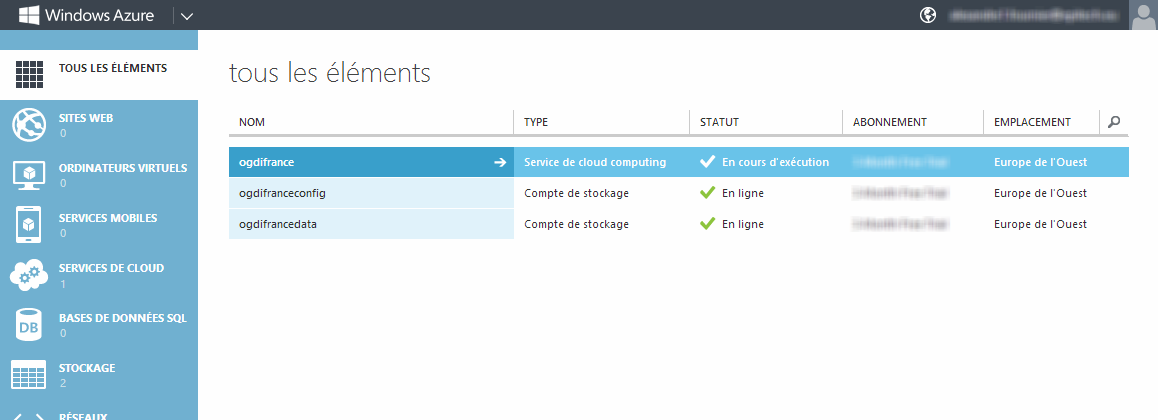 Windows Azure
TOUS LES ÉLÉMENTS
SITES WEB
0
ORDINATEURS VIRTUELS
0
SERVICES MOBILES
0
SERVICES DE CLOUD
1
BASES DE DONNÉES SQL
DB
0
STOCKAGE
2
RÉSEAUX
tous les éléments
NOM TYPE STATUT ABONNEMENT EMPLACEMENT
ogdifrance Service de cloud computing En cours d'exécution Europe de l'Ouest
ogdifranceconfig Compte de stockage En ligne Europe de l'Ouest
ogdifrancedata Compte de stockage En ligne Europe de l'Ouest